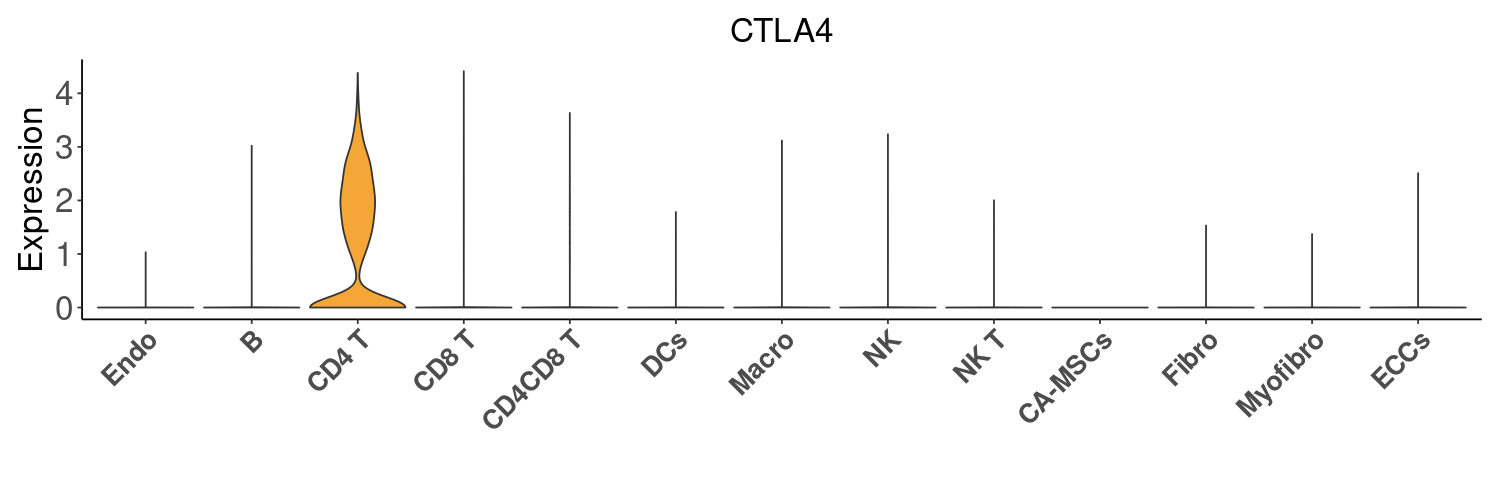 CTLA4
Expression
4
3
2
1
0
Endo
B
CD4 T
CD8 T
CD4CD8 T
DCs
Macro
NK
NK T
CA-MSCs
Fibro
Myofibro
ECCs